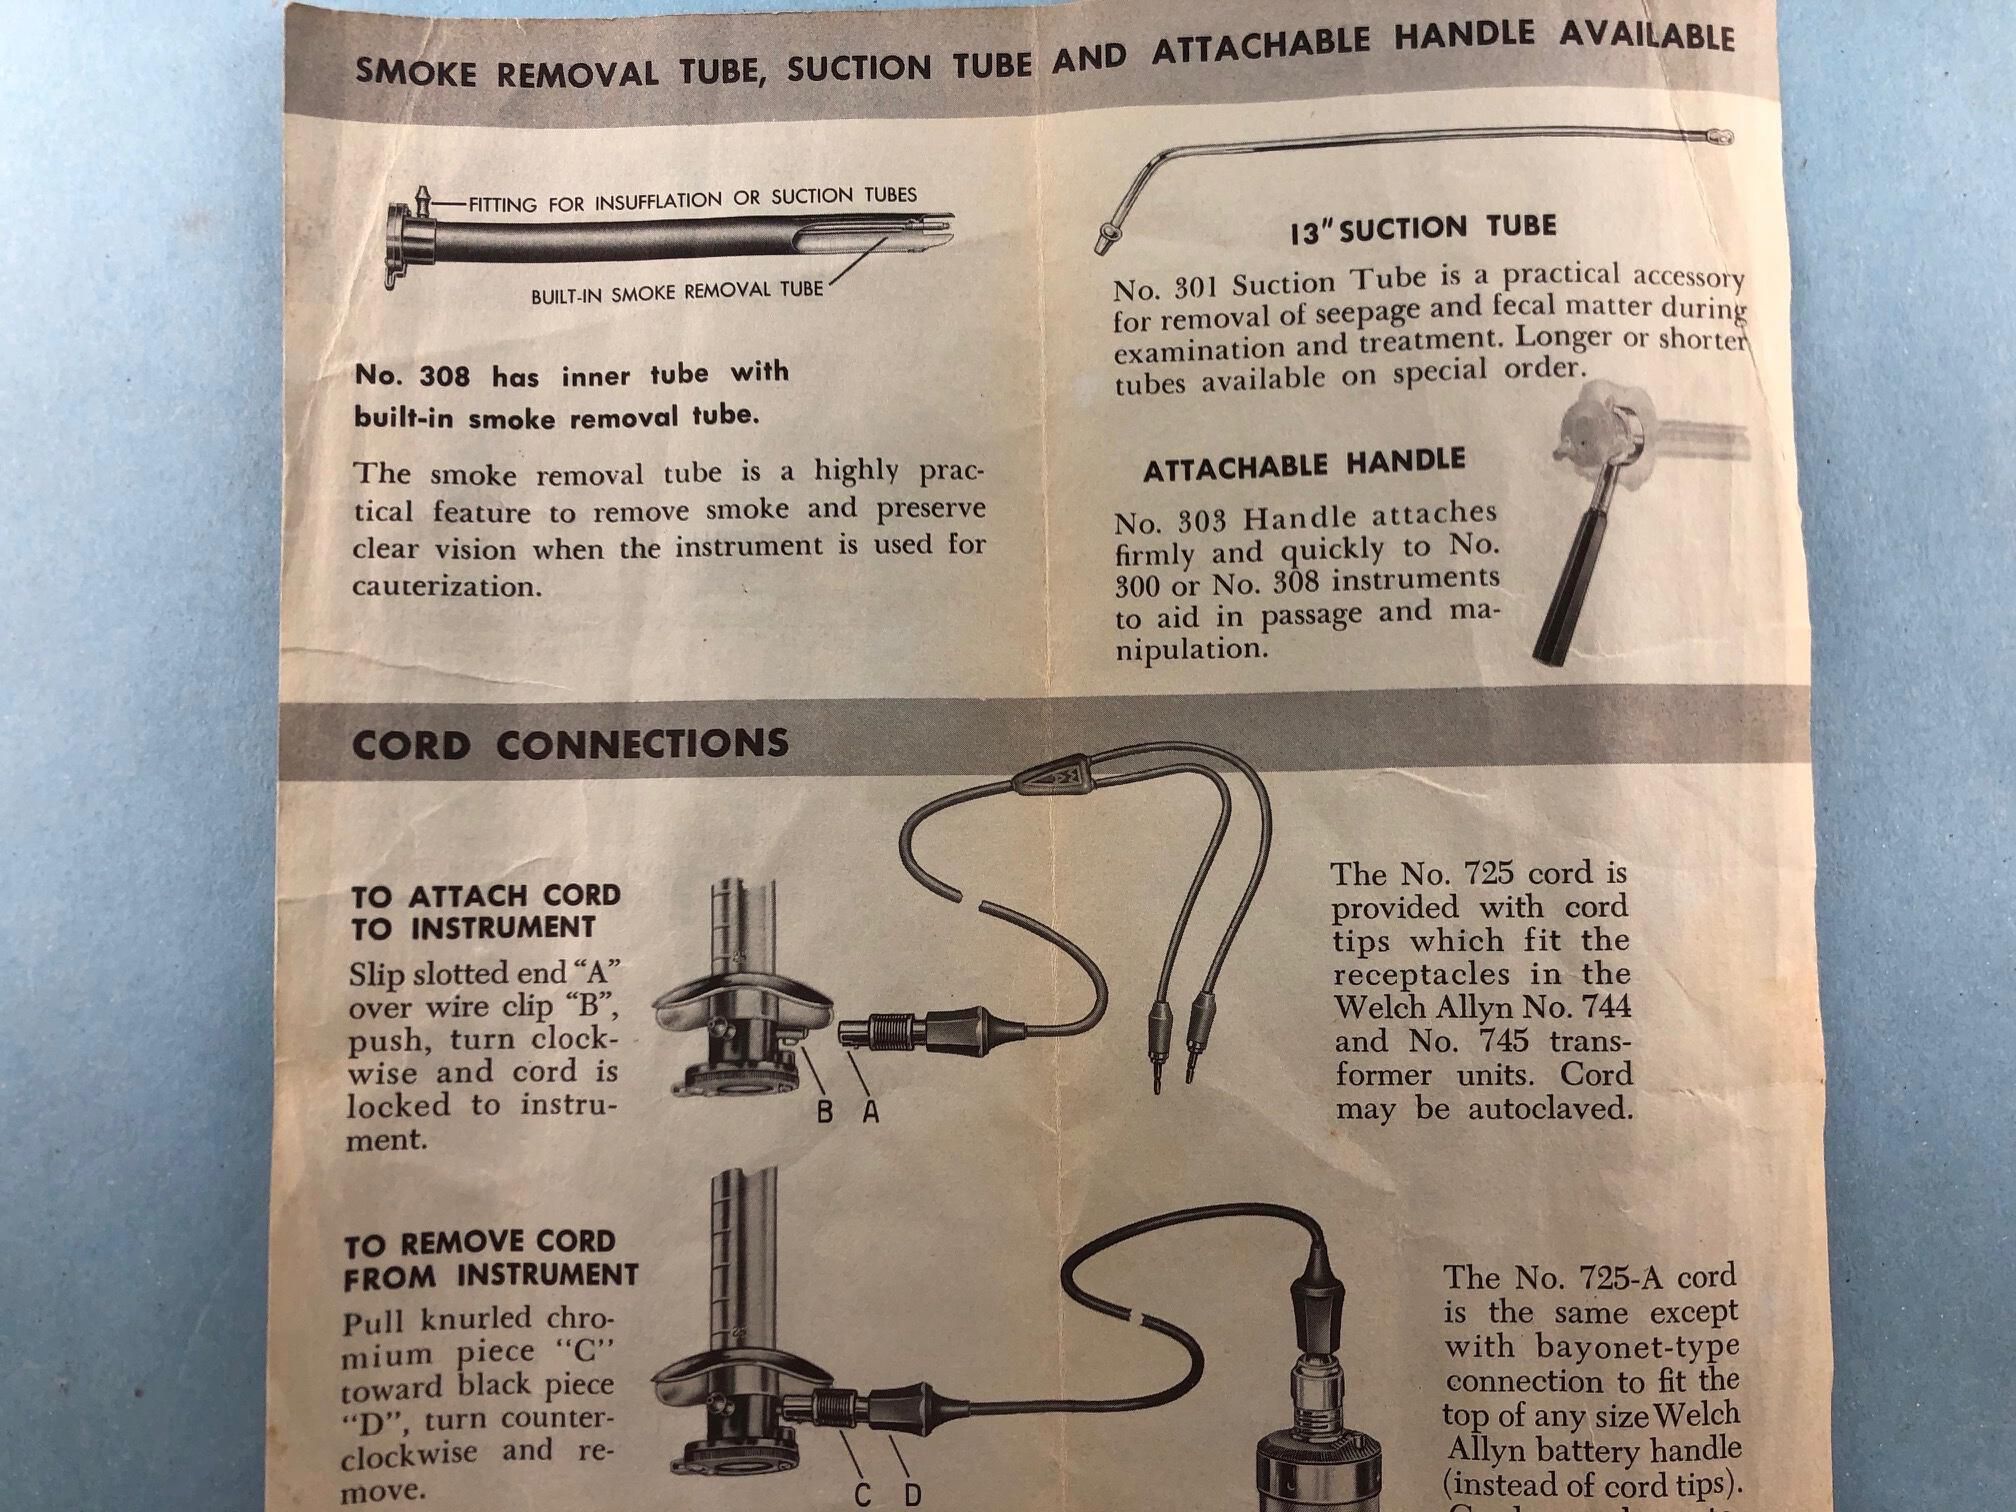 SMOKE REMOVAL TUBE, SUCTION TUBE AND ATTACHABLE HANDLE AVAILABLE
FITTING FOR INSUFFLATION OR SUCTION TUBES
BUILT-IN SMOKE REMOVAL TUBE
No. 308 has inner tube with
built-in smoke removal tube.
The smoke removal tube is a highly prac-
tical feature to remove smoke and preserve
clear vision when the instrument is used for
cauterization.
13" SUCTION TUBE
No. 301 Suction Tube is a practical accessory
for removal of seepage and fecal matter during
examination and treatment. Longer or shorter
tubes available on special order.
ATTACHABLE HANDLE
No. 303 Handle attaches
firmly and quickly to No.
300 or No. 308 instruments
to aid in passage and ma-
nipulation.
CORD CONNECTIONS
TO ATTACH CORD
TO INSTRUMENT
Slip slotted end "A"
over wire clip "B",
push, turn clock-
wise and cord is
locked to instru-
ment.
25
B A
The No. 725 cord is
provided with cord
tips which fit the
receptacles in the
Welch Allyn No. 744
and No. 745 trans-
former units. Cord
may be autoclaved.
TO REMOVE CORD
FROM INSTRUMENT
Pull knurled chro-
mium piece "C"
toward black piece
"D", turn counter-
clockwise and re-
move.
25
C D
The No. 725-A cord
is the same except
with bayonet-type
connection to fit the
top of any size Welch
Allyn battery handle
(instead of cord tips).